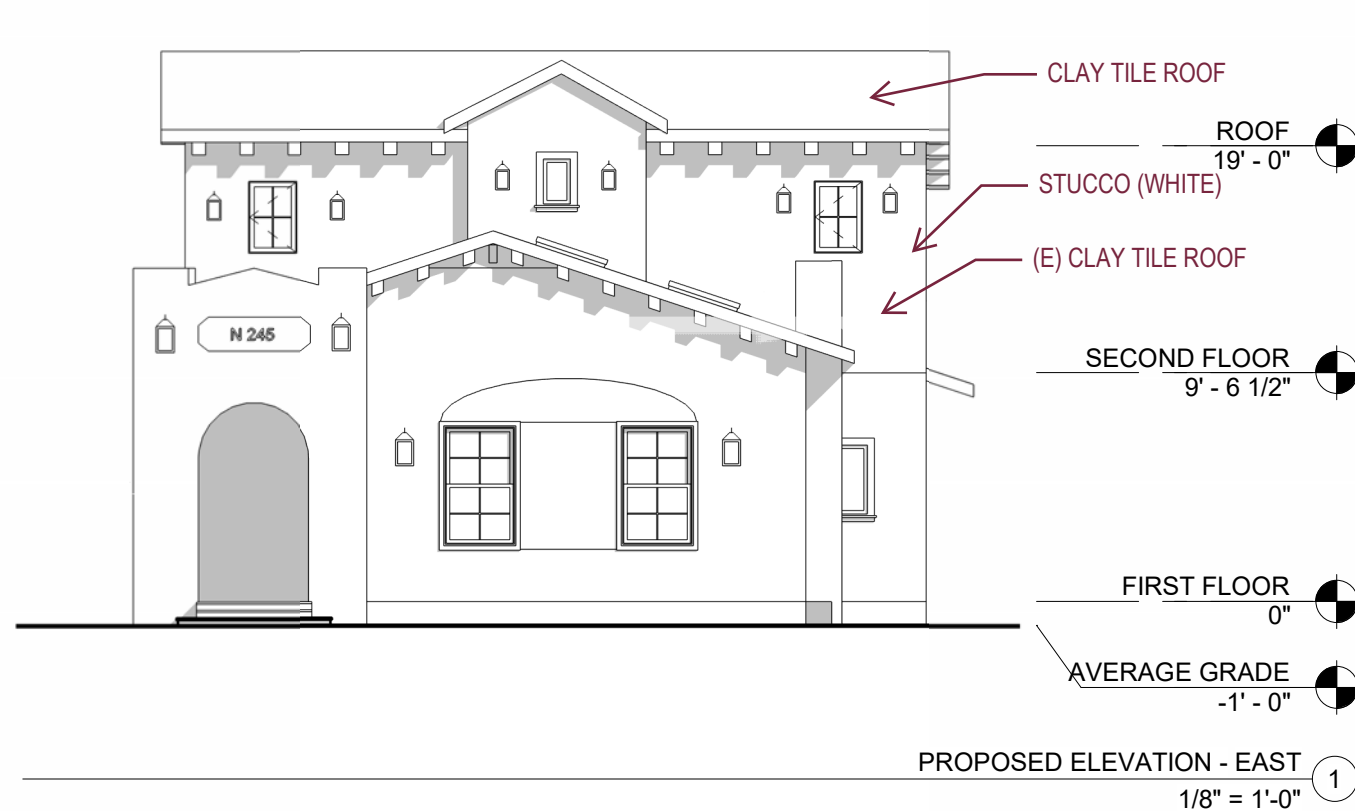 CLAY TILE ROOF
ROOF
19' - 0"
STUCCO (WHITE)
(E) CLAY TILE ROOF
N 245
SECOND FLOOR
9' - 6 1/2"
FIRST FLOOR
0"
AVERAGE GRADE
-1' - 0"
PROPOSED ELEVATION - EAST
1
1/8" = 1'-0"